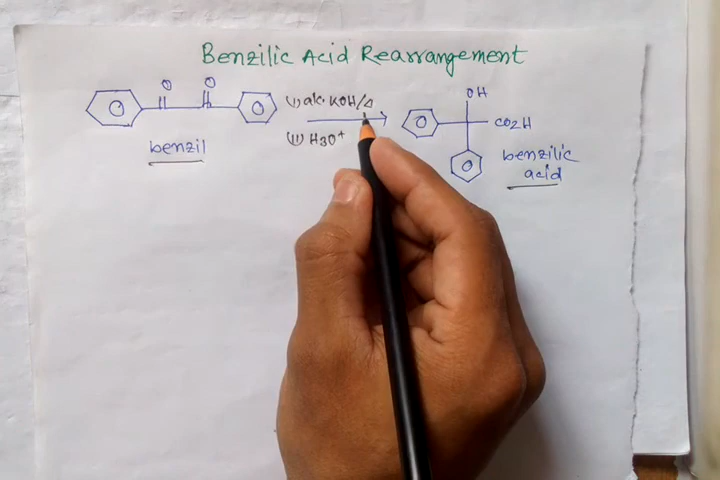 Benzilic Acid Rearrangement
O O
(i) alc. KOH/Δ
(ii) H3O+
benzil
OH
CO2H
benzilic
acid